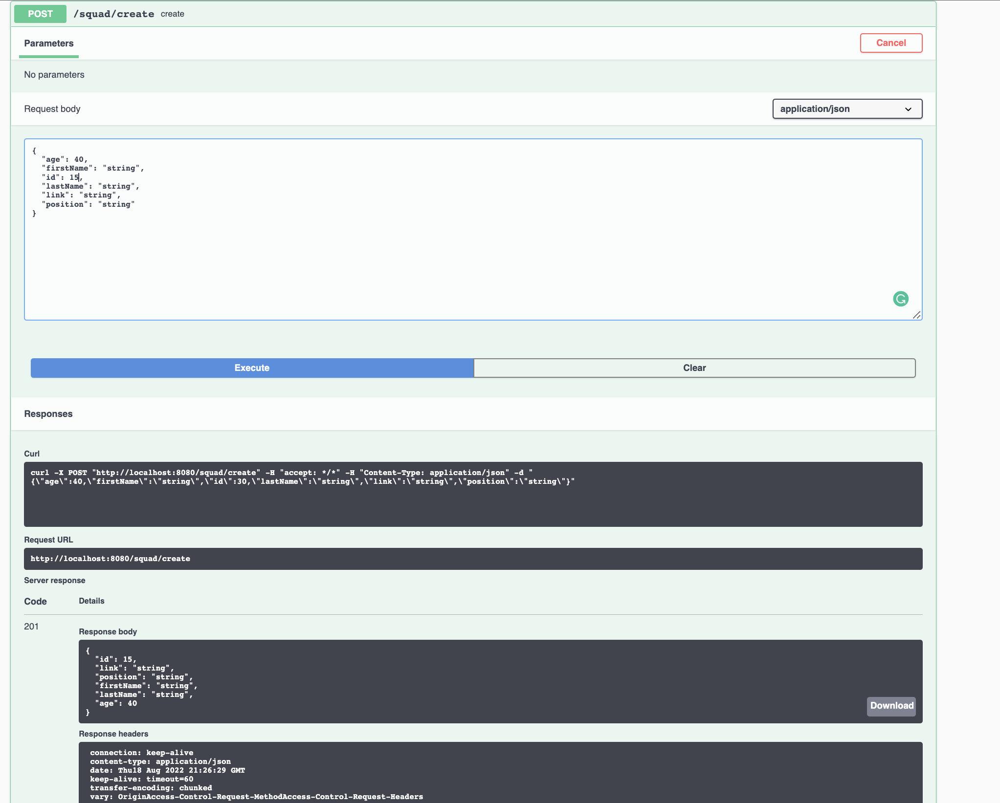 POST /squad/create create
Parameters
Cancel
No parameters
Request body
application/json
{
  "age": 40,
  "firstName": "string",
  "id": 15,
  "lastName": "string",
  "link": "string",
  "position": "string"
}
Execute
Clear
Responses
Curl
curl -X POST "http://localhost:8080/squad/create" -H "accept: */*" -H "Content-Type: application/json" -d "
{\"age\":40,\"firstName\":\"string\",\"id\":30,\"lastName\":\"string\",\"link\":\"string\",\"position\":\"string\"}"
Request URL
http://localhost:8080/squad/create
Server response
Code Details
201
Response body
{
  "id": 15,
  "link": "string",
  "position": "string",
  "firstName": "string",
  "lastName": "string",
  "age": 40
}
Download
Response headers
connection: keep-alive
content-type: application/json
date: Thu18 Aug 2022 21:26:29 GMT
keep-alive: timeout=60
transfer-encoding: chunked
vary: OriginAccess-Control-Request-MethodAccess-Control-Request-Headers